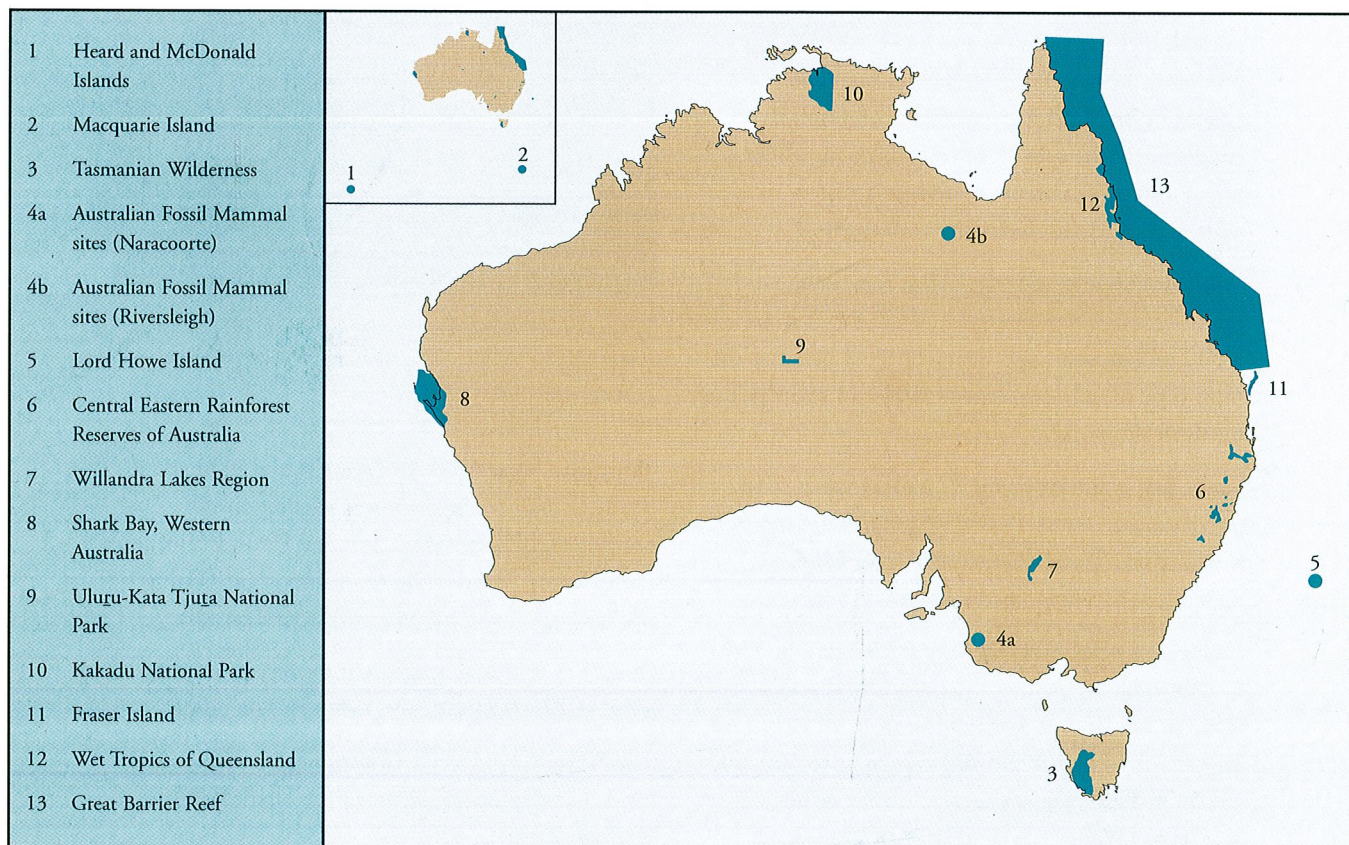 1 Heard and McDonald
Islands
2 Macquarie Island
3 Tasmanian Wilderness
4a Australian Fossil Mammal
sites (Naracoorte)
4b Australian Fossil Mammal
sites (Riversleigh)
5 Lord Howe Island
6 Central Eastern Rainforest
Reserves of Australia
7 Willandra Lakes Region
8 Shark Bay, Western
Australia
9 Uluṟu-Kata Tjuṯa National
Park
10 Kakadu National Park
11 Fraser Island
12 Wet Tropics of Queensland
13 Great Barrier Reef
1
2
10
13
12
4b
9
11
8
6
7
5
4a
3